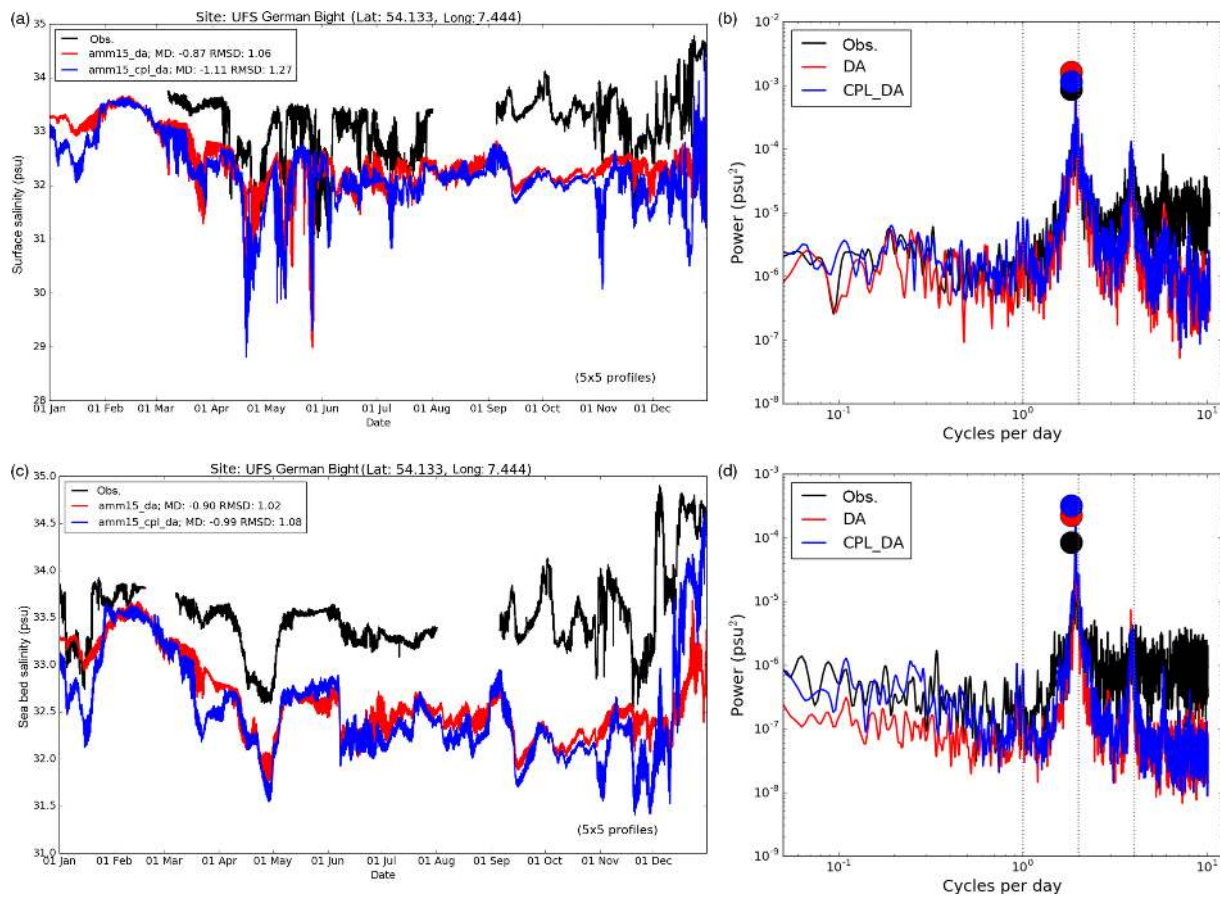 (a)
Site: UFS German Bight (Lat: 54.133, Long: 7.444)
Obs.
amm15_da; MD: -0.87 RMSD: 1.06
amm15_cpl_da; MD: -1.11 RMSD: 1.27
Surface salinity (psu)
35
34
33
32
31
30
29
28
(5x5 profiles)
01 Jan 01 Feb 01 Mar 01 Apr 01 May 01 Jun 01 Jul 01 Aug 01 Sep 01 Oct 01 Nov 01 Dec
Date
(b)
Obs.
DA
CPL_DA
Power (psu²)
10⁻²
10⁻³
10⁻⁴
10⁻⁵
10⁻⁶
10⁻⁷
10⁻⁸
10⁻¹ 10⁰ 10¹
Cycles per day
(c)
Site: UFS German Bight (Lat: 54.133, Long: 7.444)
Obs.
amm15_da; MD: -0.90 RMSD: 1.02
amm15_cpl_da; MD: -0.99 RMSD: 1.08
Sea bed salinity (psu)
35.0
34.5
34.0
33.5
33.0
32.5
32.0
31.5
31.0
(5x5 profiles)
01 Jan 01 Feb 01 Mar 01 Apr 01 May 01 Jun 01 Jul 01 Aug 01 Sep 01 Oct 01 Nov 01 Dec
Date
(d)
Obs.
DA
CPL_DA
Power (psu²)
10⁻³
10⁻⁴
10⁻⁵
10⁻⁶
10⁻⁷
10⁻⁸
10⁻⁹
10⁻¹ 10⁰ 10¹
Cycles per day